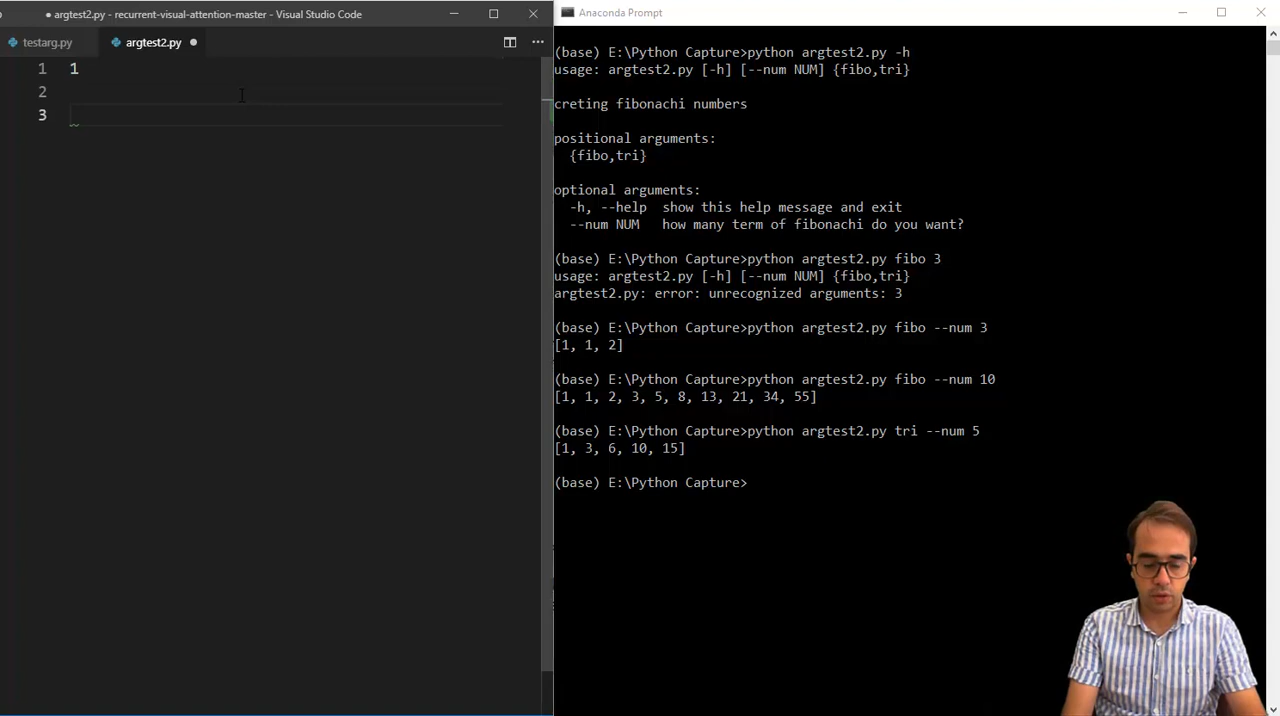 argtest2.py - recurrent-visual-attention-master - Visual Studio Code
testarg.py
argtest2.py
1 1
2
3
Anaconda Prompt
(base) E:\Python Capture>python argtest2.py -h
usage: argtest2.py [-h] [--num NUM] {fibo,tri}
creting fibonachi numbers
positional arguments:
{fibo,tri}
optional arguments:
-h, --help show this help message and exit
--num NUM how many term of fibonachi do you want?
(base) E:\Python Capture>python argtest2.py fibo 3
usage: argtest2.py [-h] [--num NUM] {fibo,tri}
argtest2.py: error: unrecognized arguments: 3
(base) E:\Python Capture>python argtest2.py fibo --num 3
[1, 1, 2]
(base) E:\Python Capture>python argtest2.py fibo --num 10
[1, 1, 2, 3, 5, 8, 13, 21, 34, 55]
(base) E:\Python Capture>python argtest2.py tri --num 5
[1, 3, 6, 10, 15]
(base) E:\Python Capture>